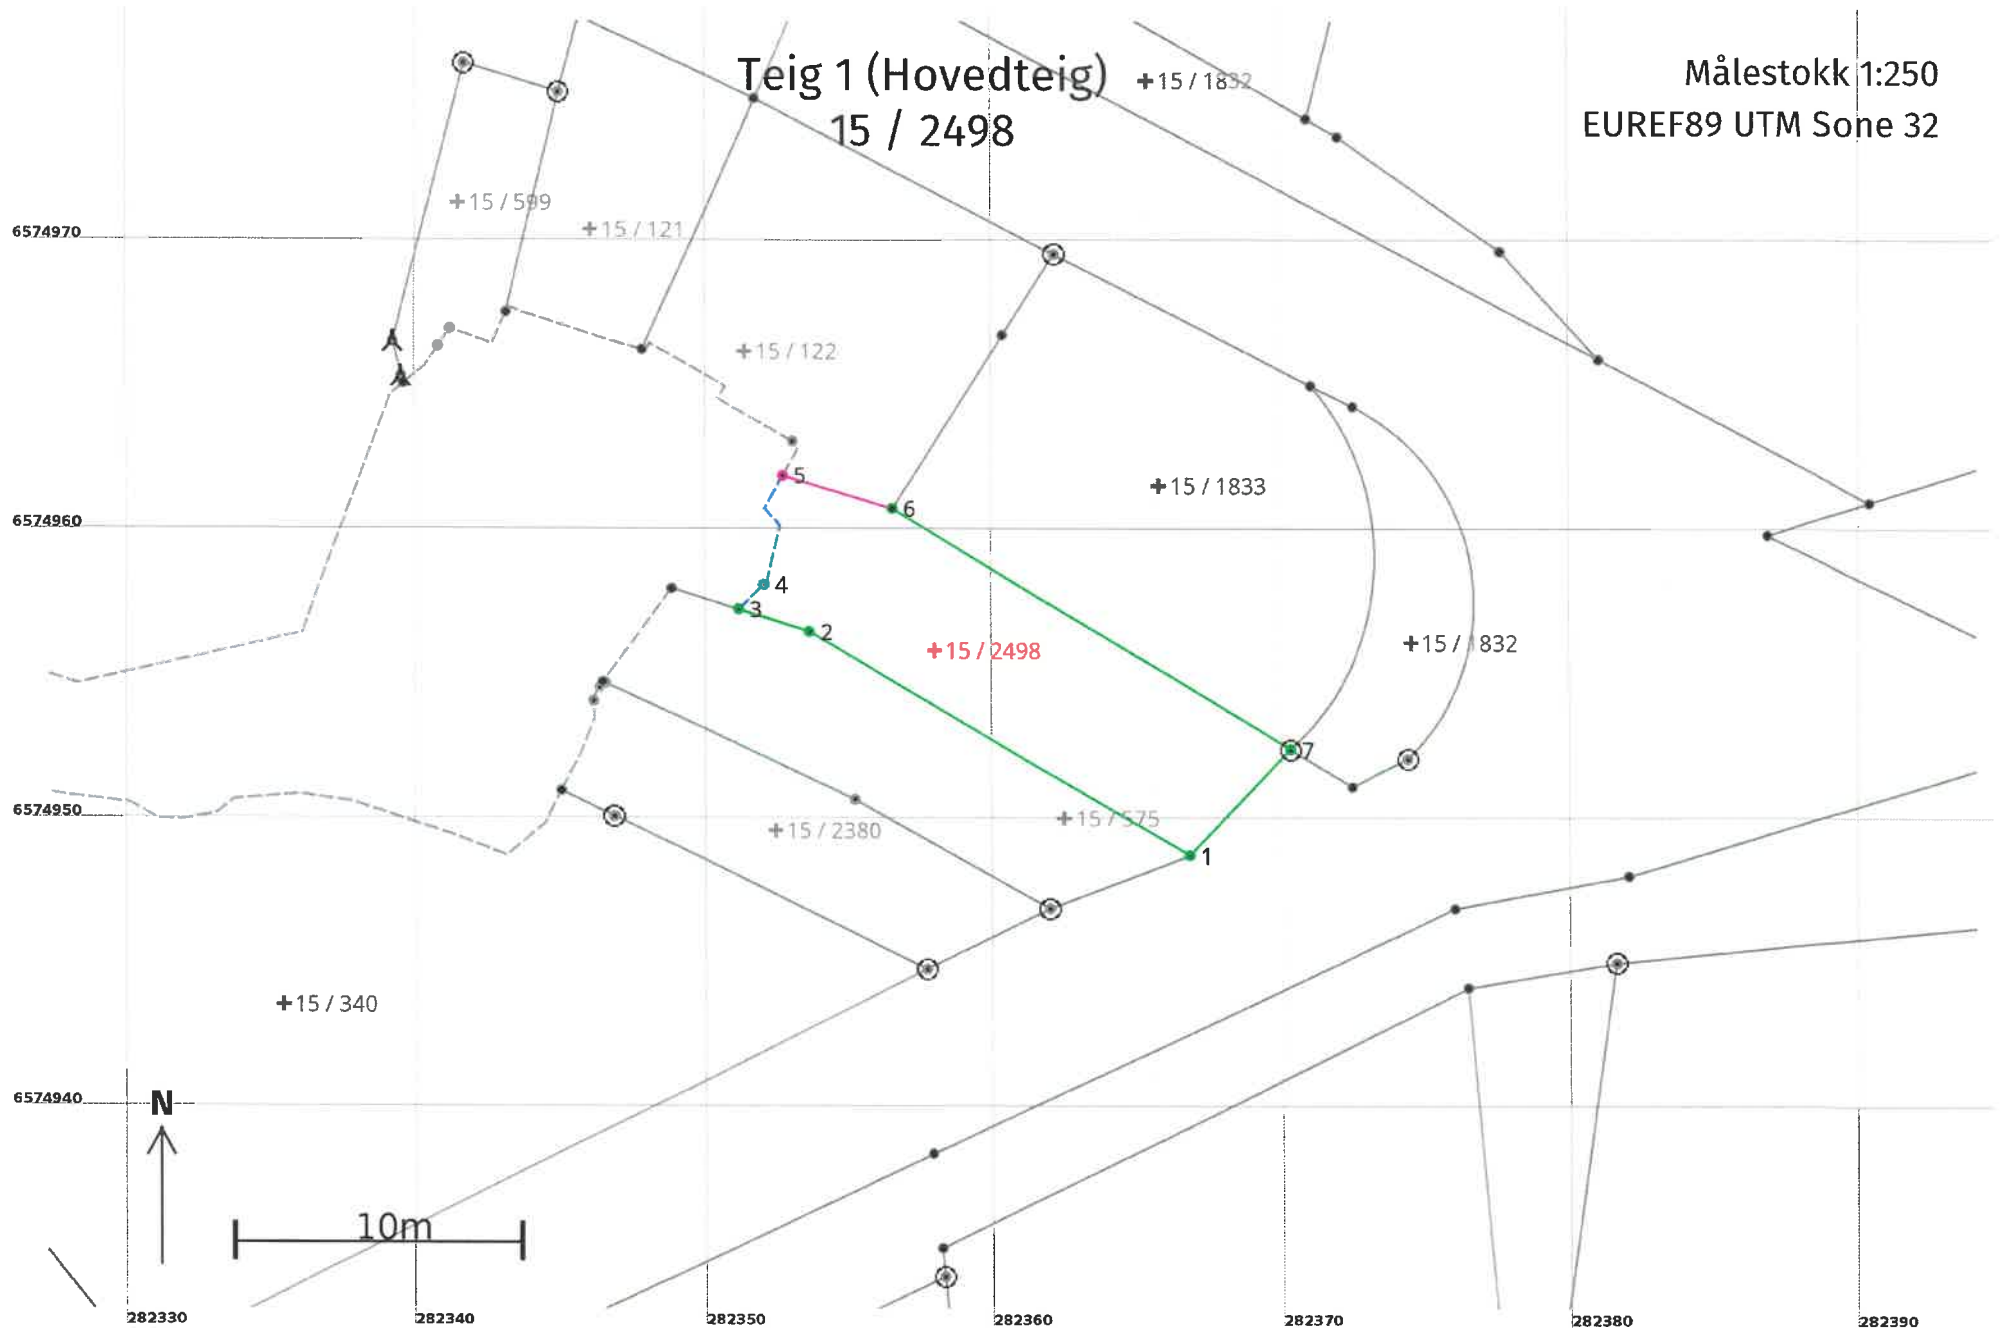 Teig 1 (Hovedteig)
15 / 2498
Målestokk 1:250
EUREF89 UTM Sone 32
+15 / 1832
+15 / 599
+15 / 121
6574970
+15 / 122
5
+15 / 1833
6
6574960
4
3
2
+15 / 2498
+15 / 1832
7
6574950
+15 / 2380
+15 / 575
1
+15 / 340
6574940
N
10m
282330
282340
282350
282360
282370
282380
282390